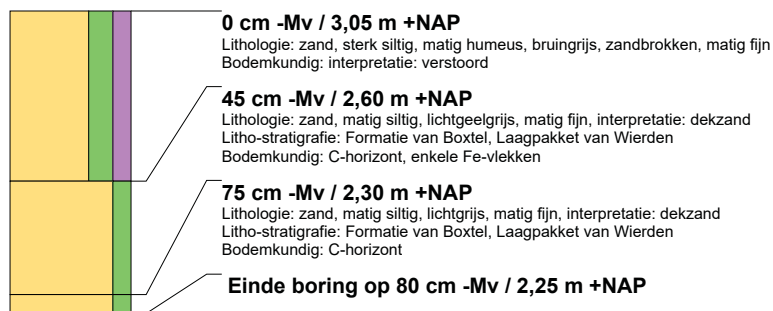 0 cm -Mv / 3,05 m +NAP
Lithologie: zand, sterk siltig, matig humeus, bruingrijs, zandbrokken, matig fijn
Bodemkundig: interpretatie: verstoord
45 cm -Mv / 2,60 m +NAP
Lithologie: zand, matig siltig, lichtgeelgrijs, matig fijn, interpretatie: dekzand
Litho-stratigrafie: Formatie van Boxtel, Laagpakket van Wierden
Bodemkundig: C-horizont, enkele Fe-vlekken
75 cm -Mv / 2,30 m +NAP
Lithologie: zand, matig siltig, lichtgrijs, matig fijn, interpretatie: dekzand
Litho-stratigrafie: Formatie van Boxtel, Laagpakket van Wierden
Bodemkundig: C-horizont
Einde boring op 80 cm -Mv / 2,25 m +NAP